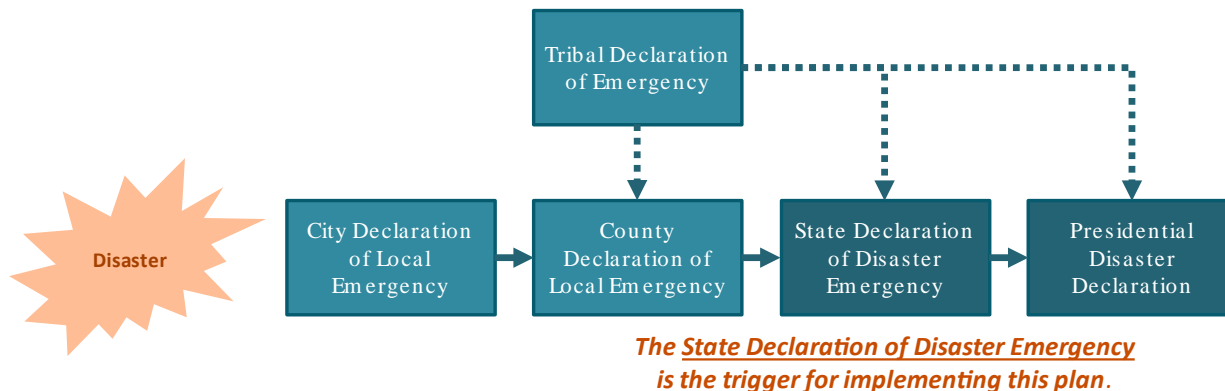 Tribal Declaration
of Emergency
Disaster
City Declaration
of Local
Emergency
County
Declaration of
Local Emergency
State Declaration
of Disaster
Emergency
Presidential
Disaster
Declaration
The State Declaration of Disaster Emergency
is the trigger for implementing this plan.